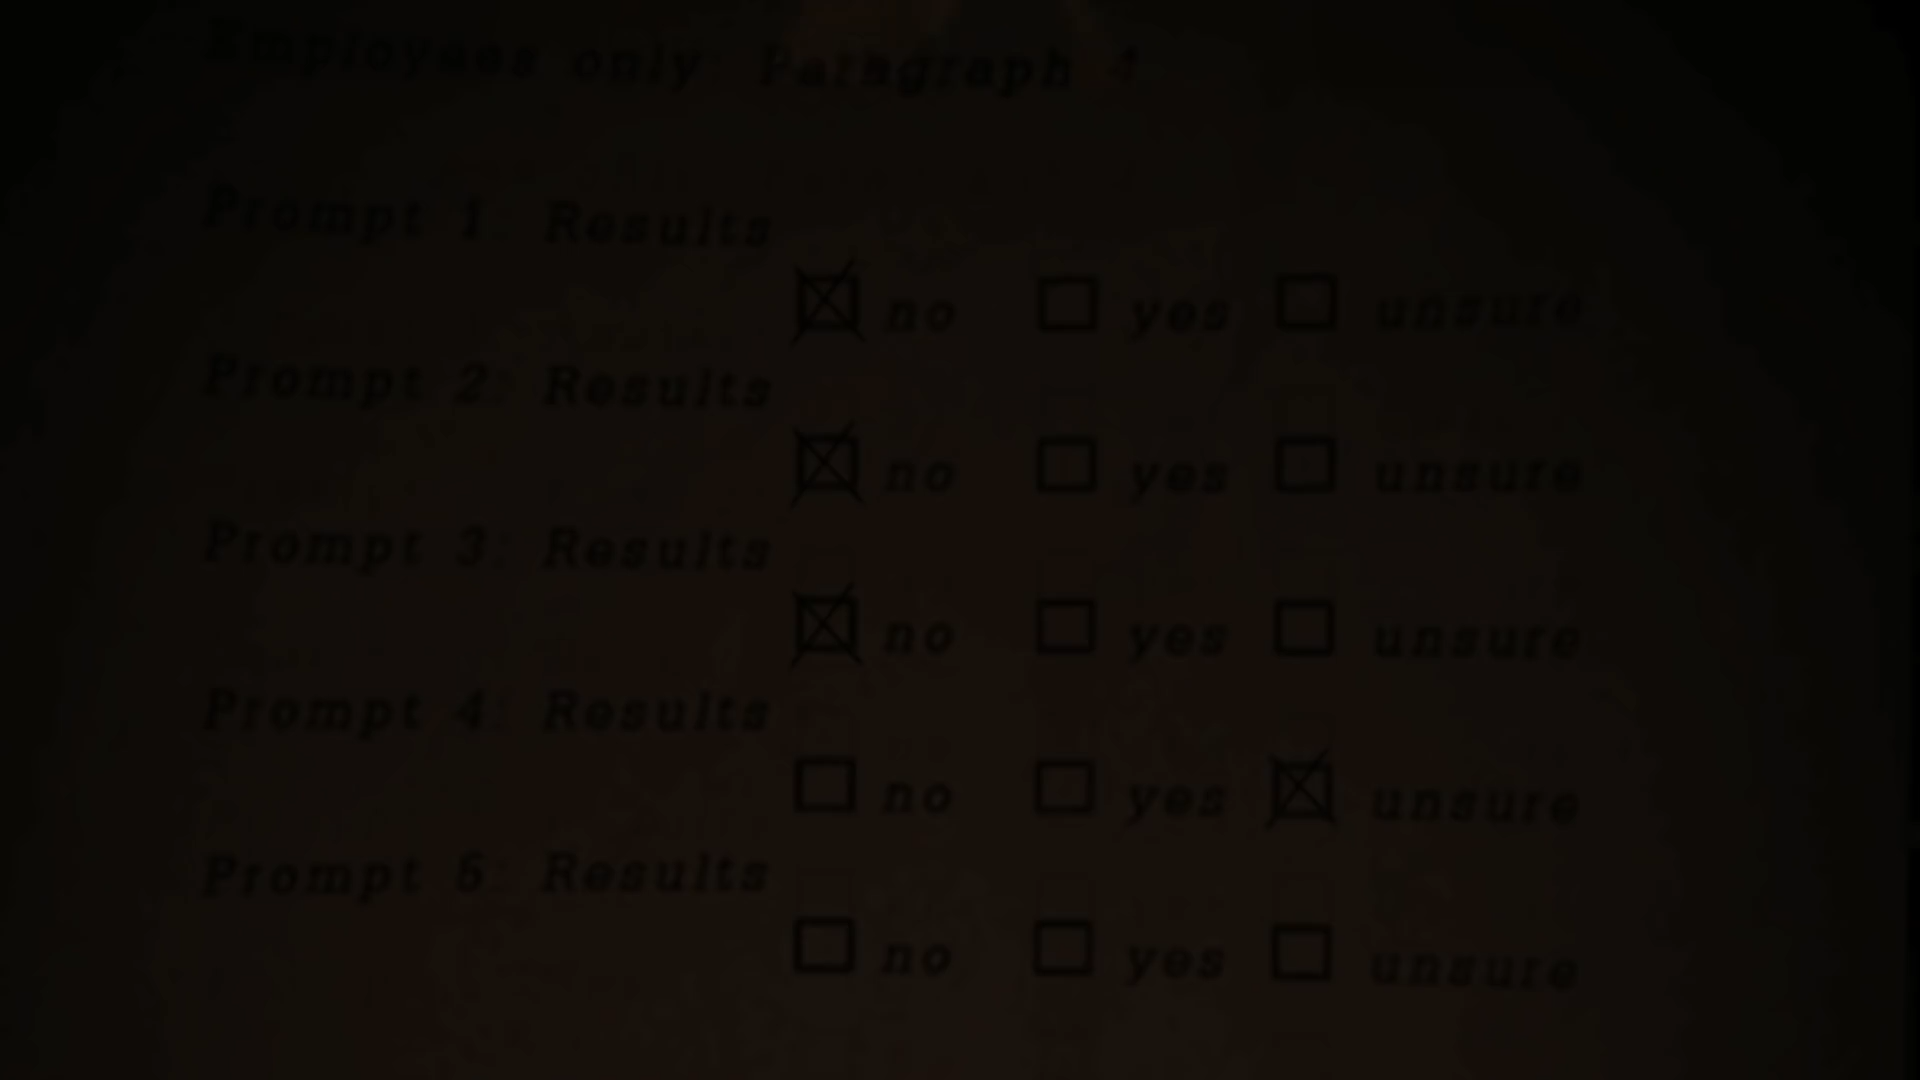 Employees only Paragraph 4
Prompt 1: Results
☒ no ☐ yes ☐ unsure
Prompt 2: Results
☒ no ☐ yes ☐ unsure
Prompt 3: Results
☒ no ☐ yes ☐ unsure
Prompt 4: Results
☐ no ☐ yes ☒ unsure
Prompt 5: Results
☐ no ☐ yes ☐ unsure